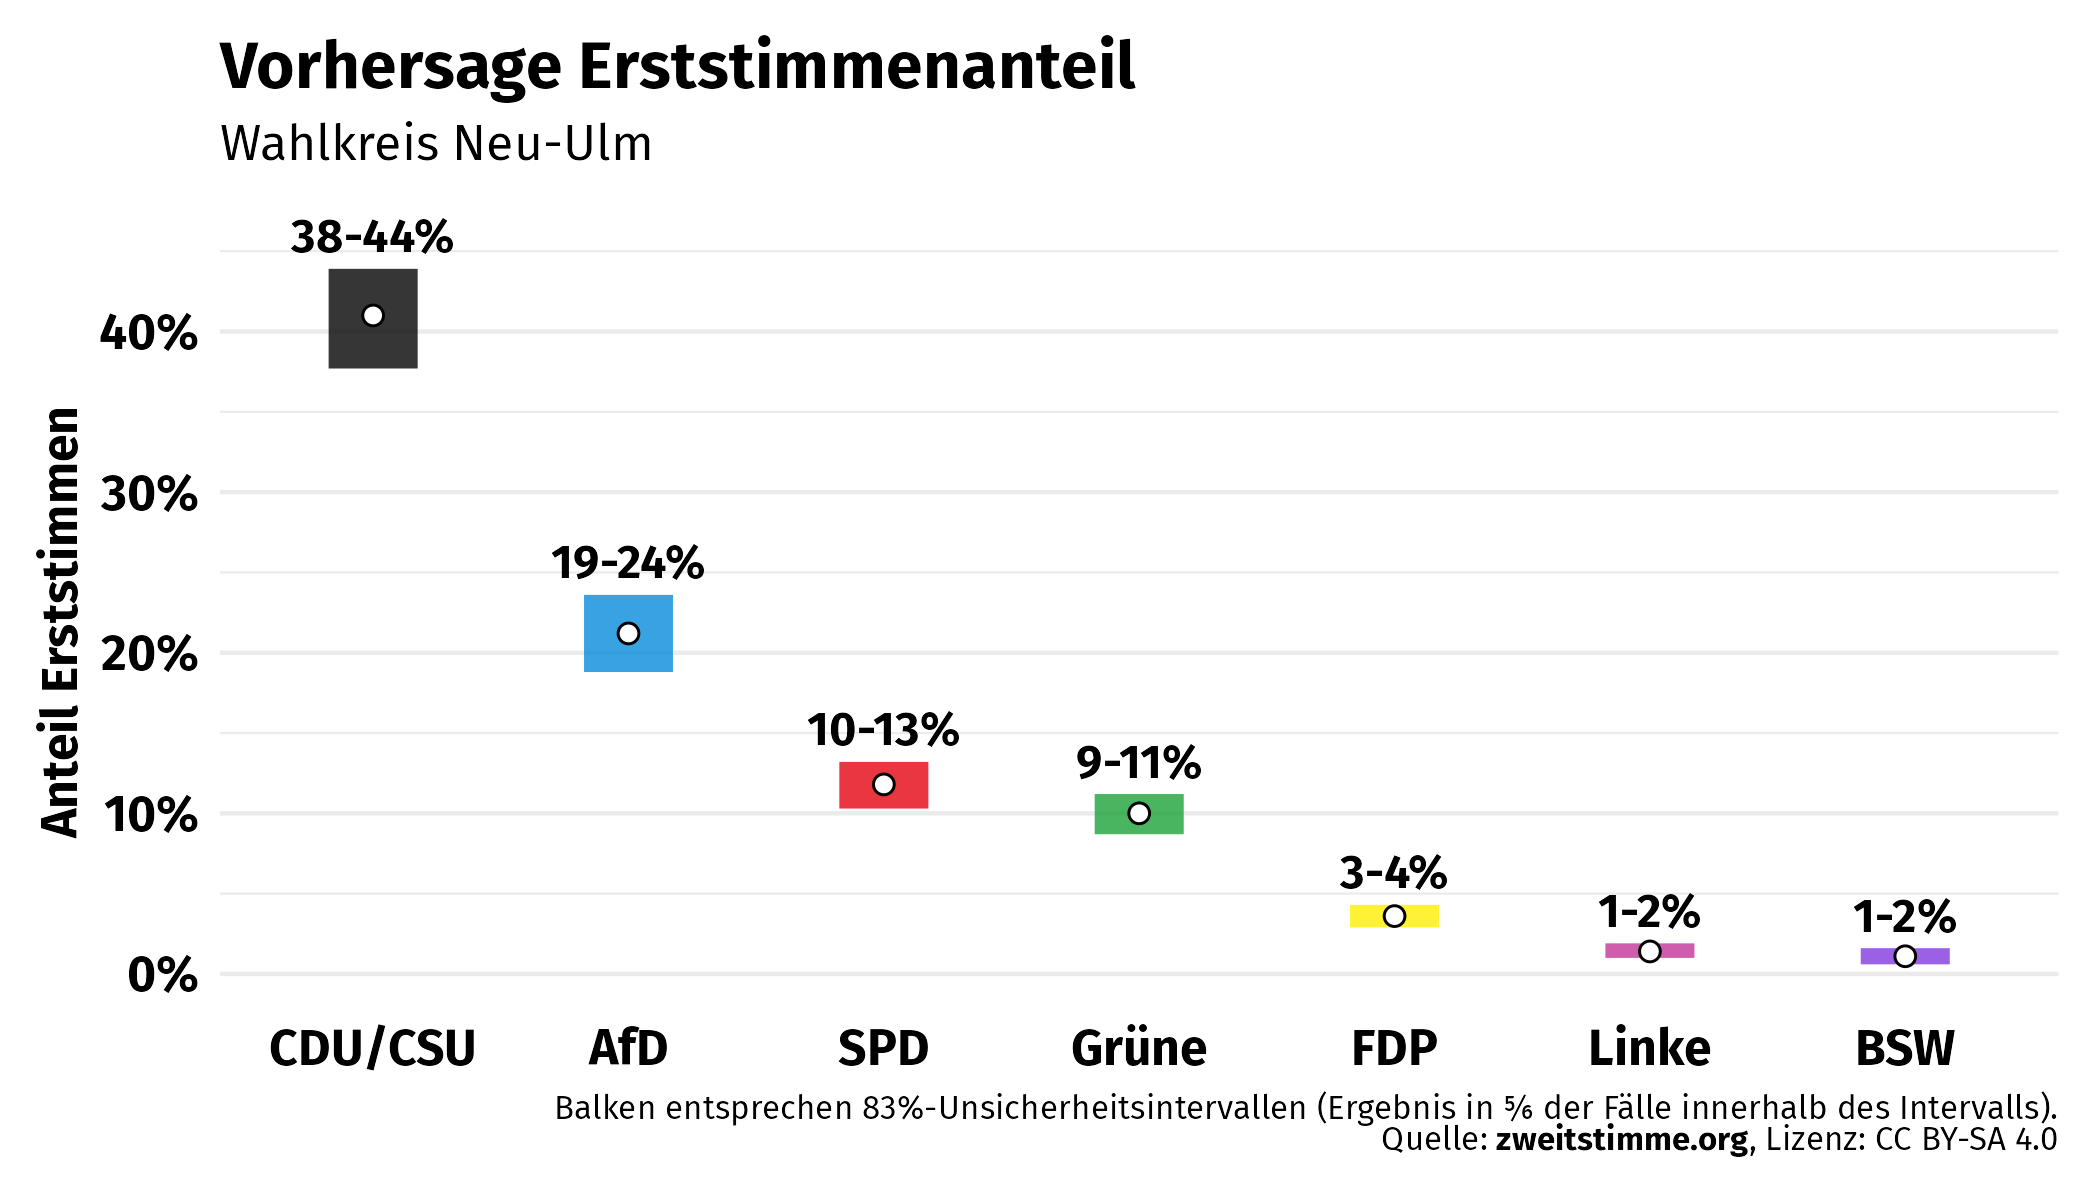 Vorhersage Erststimmenanteil
Wahlkreis Neu-Ulm
38-44%
40%
30%
19-24%
20%
10-13%
9-11%
10%
3-4%
1-2%
1-2%
0%
Anteil Erststimmen
CDU/CSU AfD SPD Grüne FDP Linke BSW
Balken entsprechen 83%-Unsicherheitsintervallen (Ergebnis in ⅚ der Fälle innerhalb des Intervalls).
Quelle: zweitstimme.org, Lizenz: CC BY-SA 4.0